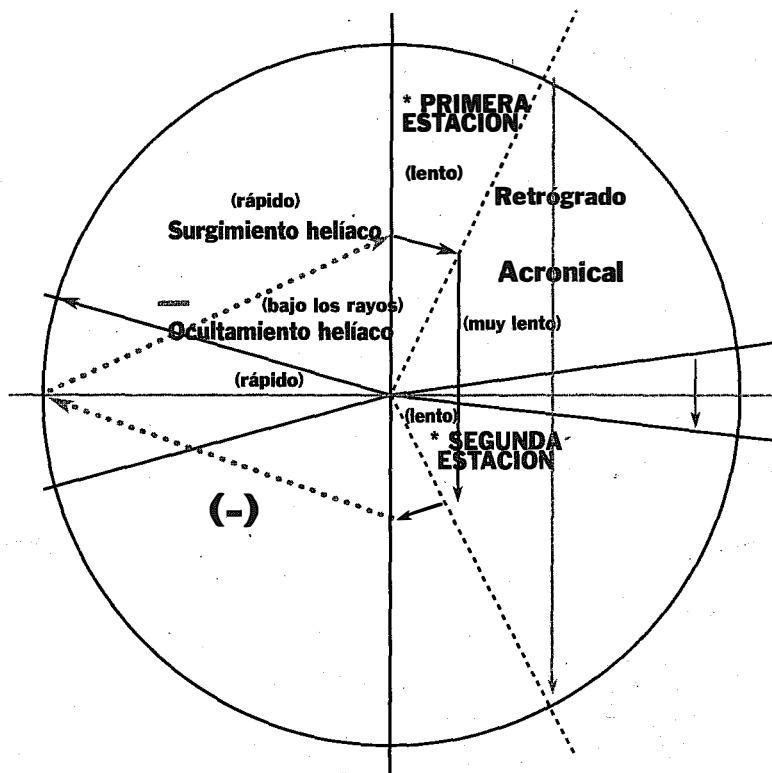 * PRIMERA
ESTACION
(lento)
(rápido)
Retrógrado
Surgimiento helíaco
Acronical
(bajo los rayos)
Ocultamiento helíaco
(muy lento)
(rápido)
(lento)
* SEGUNDA
ESTACION
(-)